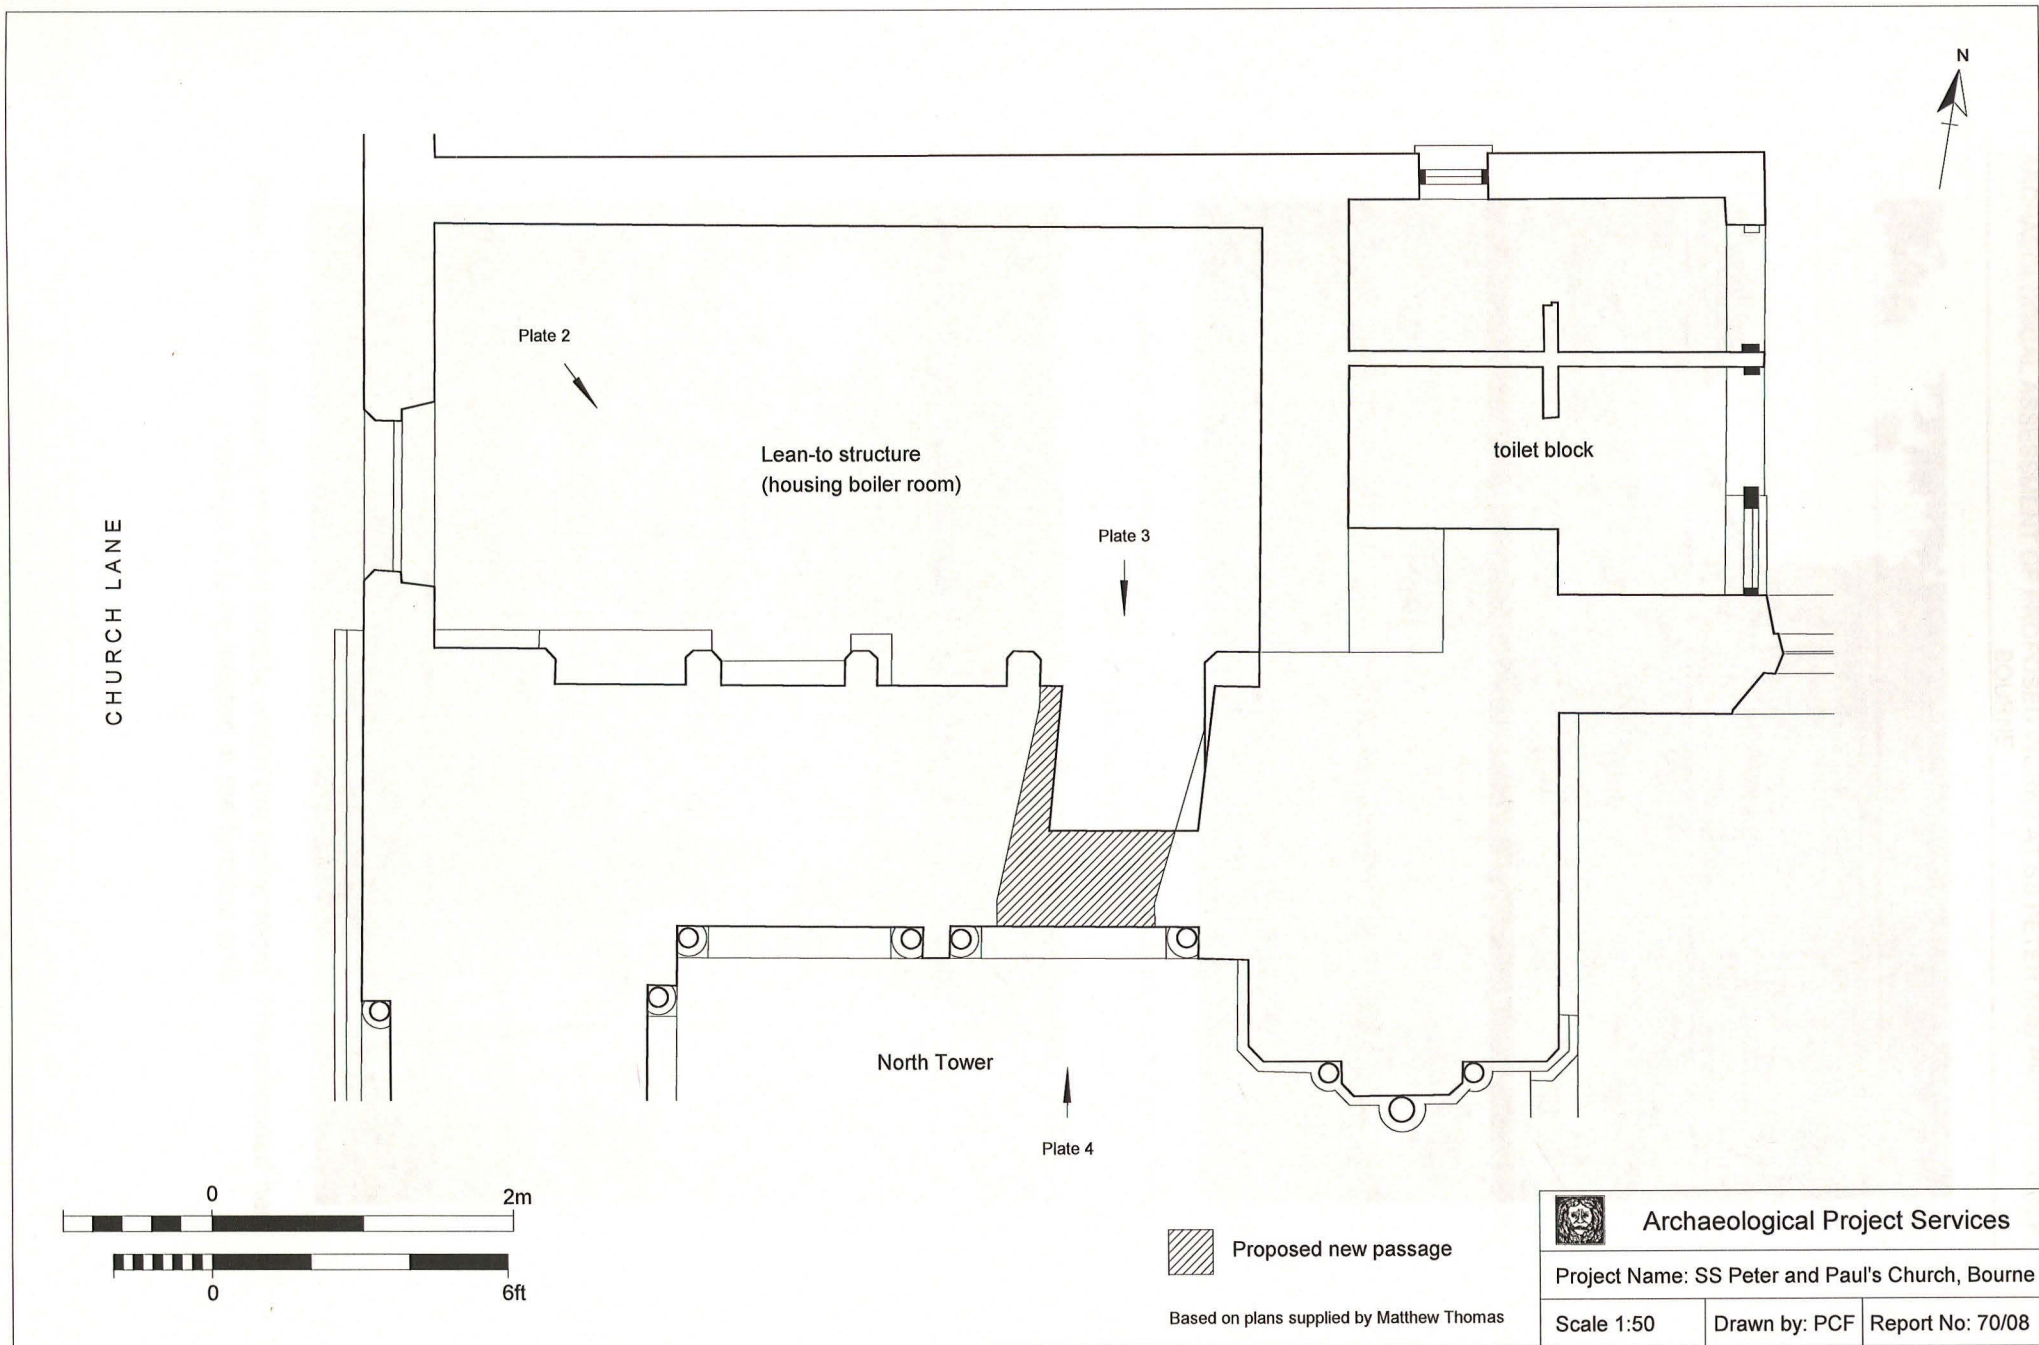 N
Plate 2
Lean-to structure
(housing boiler room)
toilet block
Plate 3
CHURCH LANE
North Tower
Plate 4
0 2m
0 6ft
Proposed new passage
Based on plans supplied by Matthew Thomas
Archaeological Project Services
Project Name: SS Peter and Paul's Church, Bourne
Scale 1:50
Drawn by: PCF
Report No: 70/08